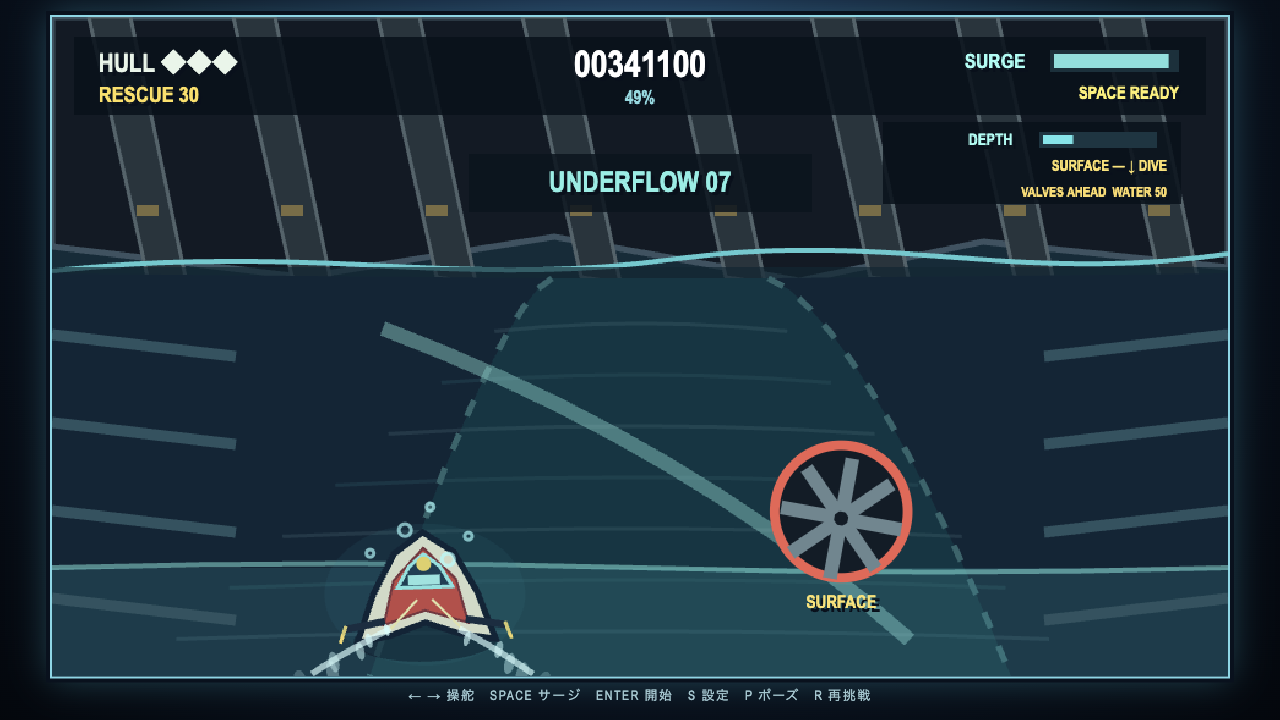 HULL
RESCUE 30
00341100
49%
SURGE
SPACE READY
DEPTH
SURFACE — ↓ DIVE
VALVES AHEAD WATER 50
UNDERFLOW 07
SURFACE
← → 操舵 SPACE サージ ENTER 開始 S 設定 P ポーズ R 再挑戦